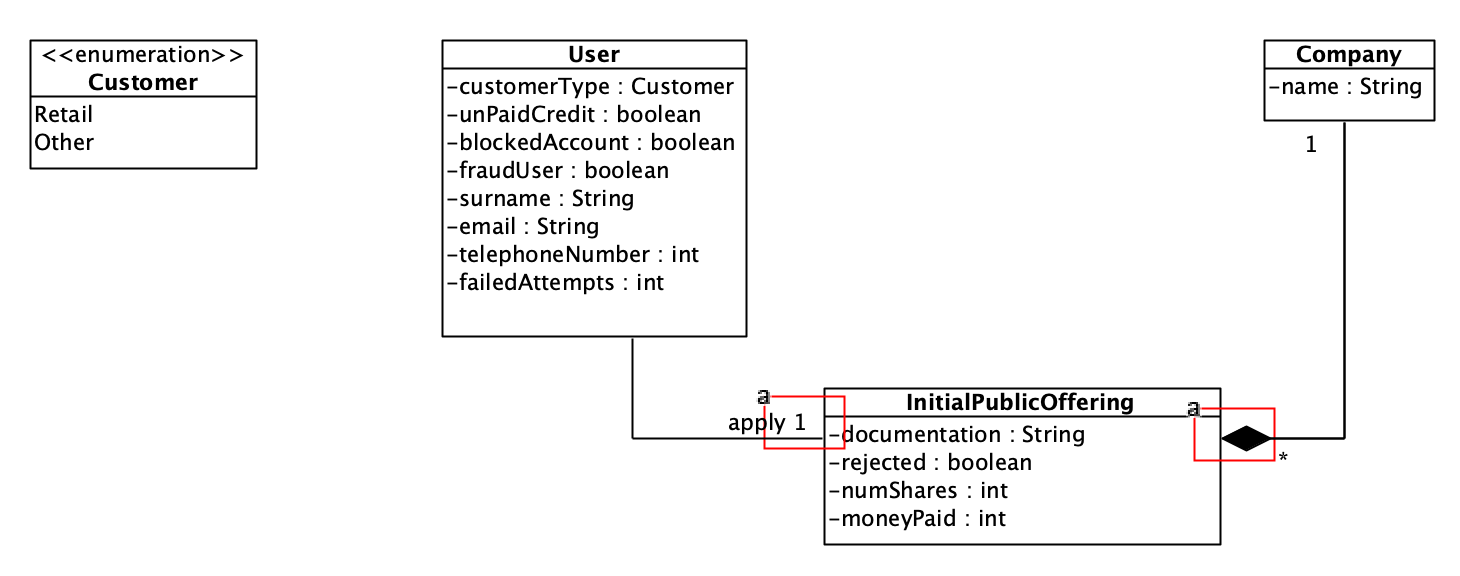 <<enumeration>>
Customer
Retail
Other
User
-customerType : Customer
-unPaidCredit : boolean
-blockedAccount : boolean
-fraudUser : boolean
-surname : String
-email : String
-telephoneNumber : int
-failedAttempts : int
Company
-name : String
1
a
apply 1
InitialPublicOffering
a
-documentation : String
-rejected : boolean
-numShares : int
-moneyPaid : int
*